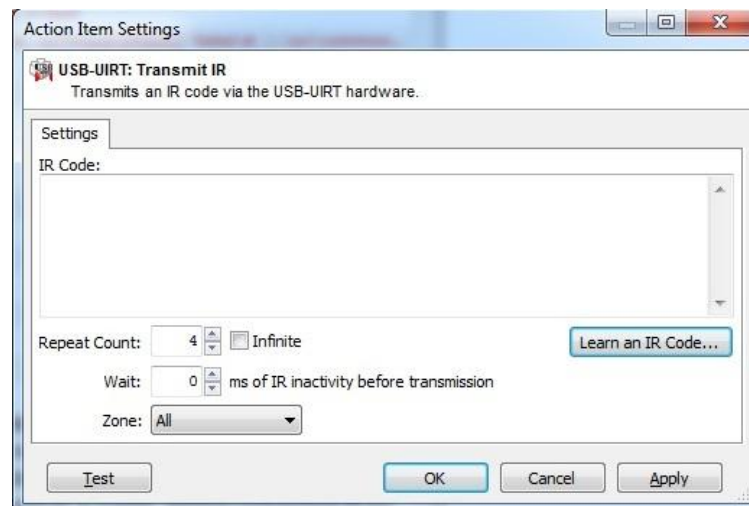 Action Item Settings
USB-UIRT: Transmit IR
Transmits an IR code via the USB-UIRT hardware.
Settings
IR Code:
Repeat Count: 4 Infinite Learn an IR Code...
Wait: 0 ms of IR inactivity before transmission
Zone: All
Test OK Cancel Apply